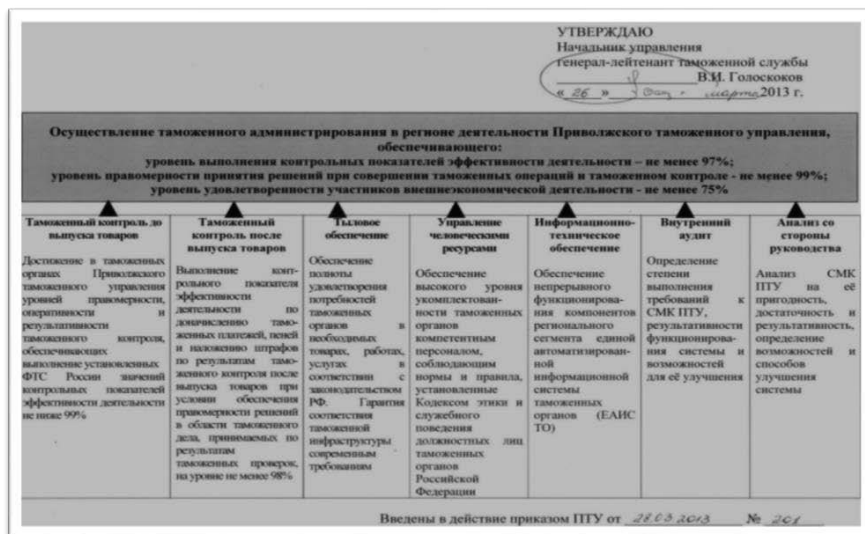 УТВЕРЖДАЮ
Начальник управления
генерал-лейтенант таможенной службы
В.И. Голоскоков
« 26 » марта 2013 г.
Осуществление таможенного администрирования в регионе деятельности Приволжского таможенного управления,
обеспечивающего:
уровень выполнения контрольных показателей эффективности деятельности – не менее 97%;
уровень правомерности принятия решений при совершении таможенных операций и таможенном контроле - не менее 99%;
уровень удовлетворенности участников внешнеэкономической деятельности - не менее 75%
Таможенный контроль до
выпуска товаров
Достижение в таможенных
органах Приволжского
таможенного управления
уровней правомерности,
оперативности и
результативности
таможенного контроля,
обеспечивающих
выполнение установленных
ФТС России значений
контрольных показателей
эффективности деятельности
не ниже 99%
Таможенный
контроль после
выпуска товаров
Выполнение конт-
рольного показателя
эффективности
деятельности по
доначислению тамо-
женных платежей, пеней
и наложению штрафов
по результатам тамо-
женного контроля после
выпуска товаров при
условии обеспечения
правомерности решений
в области таможенного
дела, принимаемых по
результатам
таможенных проверок,
на уровне не менее 98%
Тыловое
обеспечение
Обеспечение
полноты
удовлетворения
потребностей
таможенных
органов в
необходимых
товарах, работах,
услугах в
соответствии с
законодательством
РФ. Гарантия
соответствия
таможенной
инфраструктуры
современным
требованиям
Управление
человеческими
ресурсами
Обеспечение
высокого уровня
укомплектован-
ности таможенных
органов
компетентным
персоналом,
соблюдающим
нормы и правила,
установленные
Кодексом этики и
служебного
поведения
должностных лиц
таможенных
органов
Российской
Федерации
Информационно-
техническое
обеспечение
Обеспечение
непрерывного
функционирова-
ния компонентов
регионального
сегмента единой
автоматизирован-
ной
информационной
системы
таможенных
органов (ЕАИС
ТО)
Внутренний
аудит
Определение
степени
выполнения
требований к
СМК ПТУ,
результативности
функционирова-
ния системы и
возможностей
для её улучшения
Анализ со
стороны
руководства
Анализ СМК
ПТУ на её
пригодность,
достаточность и
результативность,
определение
возможностей и
способов
улучшения
системы
Введены в действие приказом ПТУ от 28.03.2013 № 201